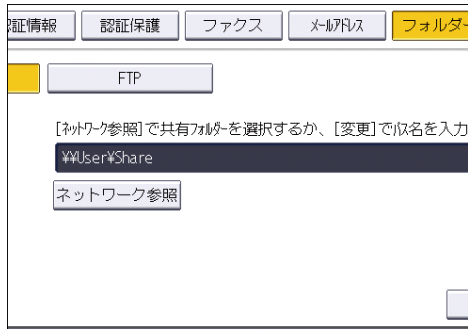 証情報 認証保護 ファクス メールアドレス フォルダー
FTP
[ネットワーク参照]で共有フォルダーを選択するか、[変更]でパス名を入力
¥¥User¥Share
ネットワーク参照